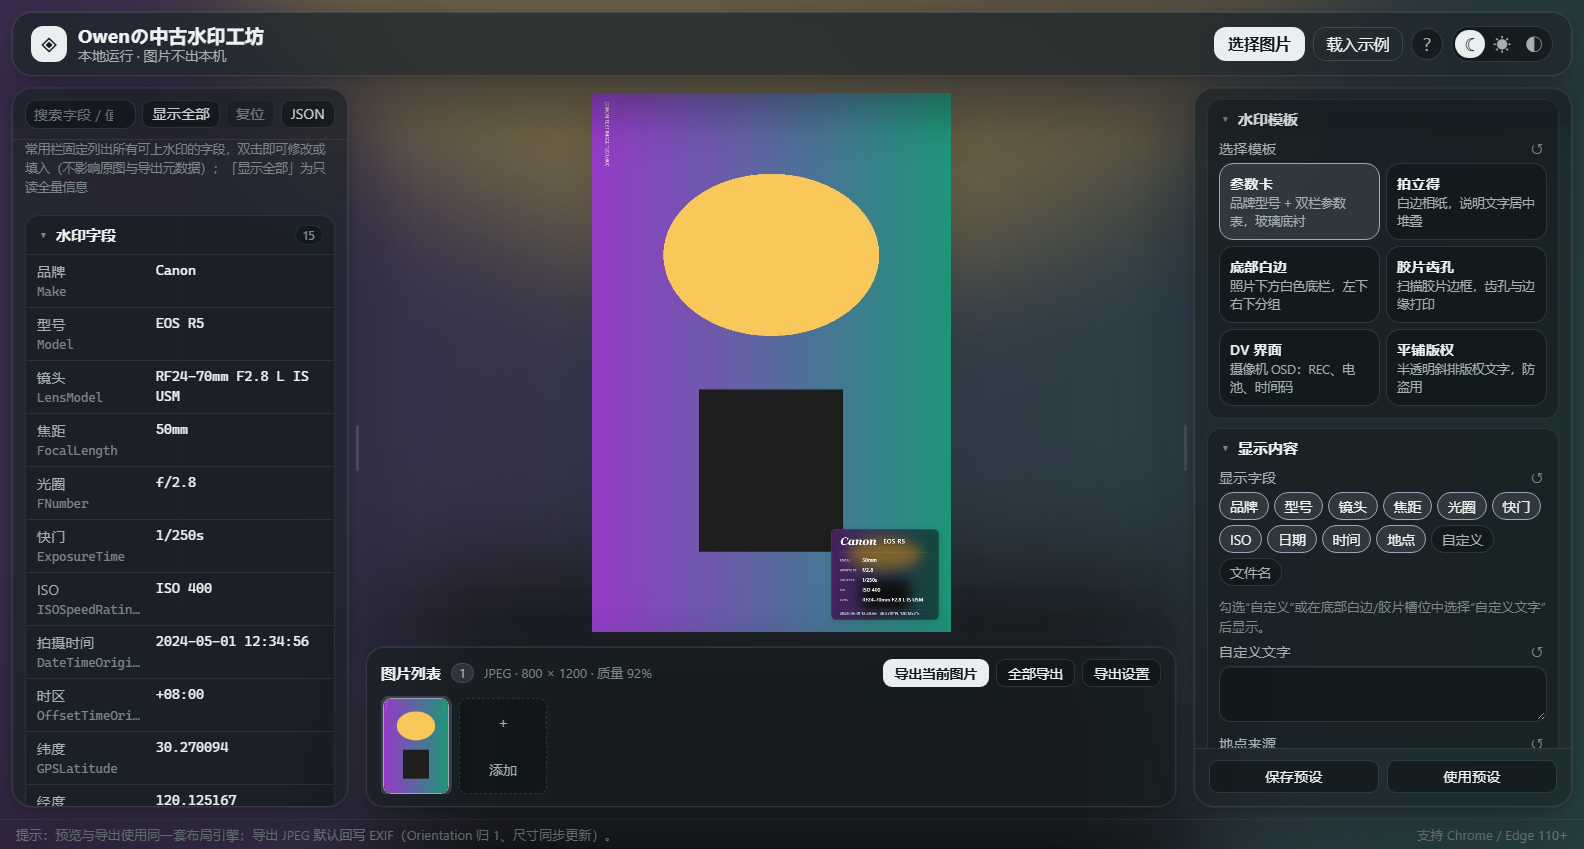 Owenの中古水印工坊
本地运行 · 图片不出本机
选择图片
载入示例
?
搜索字段 / 值
显示全部
复位
JSON
常用栏固定列出所有可上水印的字段，双击即可修改或
填入（不影响原图与导出元数据）；「显示全部」为只
读全量信息
水印字段
15
品牌
Make
Canon
型号
Model
EOS R5
镜头
LensModel
RF24-70mm F2.8 L IS
USM
焦距
FocalLength
50mm
光圈
FNumber
f/2.8
快门
ExposureTime
1/250s
ISO
ISOSpeedRatin…
ISO 400
拍摄时间
DateTimeOrigi…
2024-05-01 12:34:56
时区
OffsetTimeOri…
+08:00
纬度
GPSLatitude
30.270094
经度
120.125167
Canon EOS R5
50mm
f/2.8
1/250s
ISO 400
RF24-70mm F2.8 L IS USM
图片列表
1
JPEG · 800 × 1200 · 质量 92%
导出当前图片
全部导出
导出设置
+
添加
水印模板
选择模板
参数卡
品牌型号 + 双栏参数
表，玻璃底衬
拍立得
白边相纸，说明文字居中
堆叠
底部白边
照片下方白色底栏，左下
右下分组
胶片齿孔
扫描胶片边框，齿孔与边
缘打印
DV 界面
摄像机 OSD：REC、电
池、时间码
平铺版权
半透明斜排版权文字，防
盗用
显示内容
显示字段
品牌
型号
镜头
焦距
光圈
快门
ISO
日期
时间
地点
自定义
文件名
勾选“自定义”或在底部白边/胶片槽位中选择“自定义文字”
后显示。
自定义文字
地点来源
保存预设
使用预设
提示：预览与导出使用同一套布局引擎；导出 JPEG 默认回写 EXIF（Orientation 归 1、尺寸同步更新）。
支持 Chrome / Edge 110+